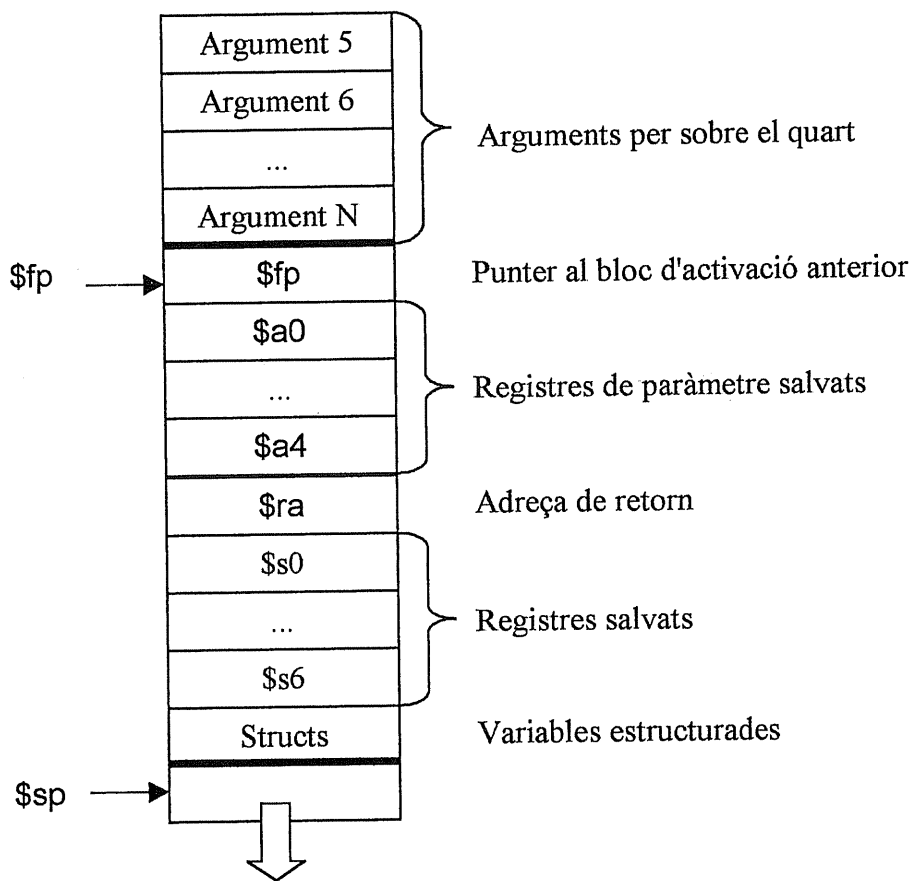 Argument 5
Argument 6
...
Argument N
Arguments per sobre el quart
$fp
$fp
Punter al bloc d'activació anterior
$a0
...
$a4
Registres de paràmetre salvats
$ra
Adreça de retorn
$s0
...
$s6
Registres salvats
Structs
Variables estructurades
$sp